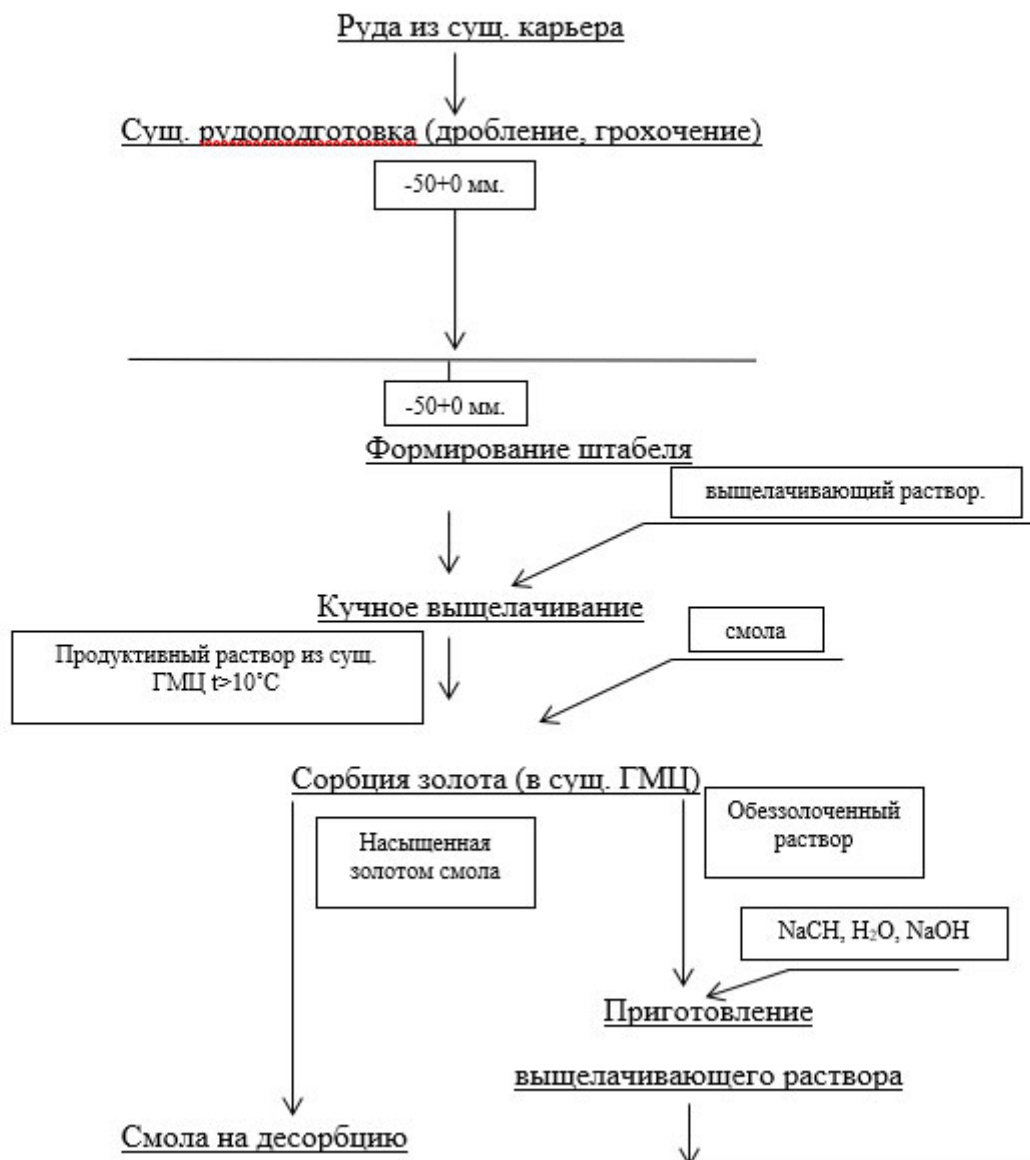 Руда из сущ. карьера
Сущ. рудоподготовка (дробление, грохочение)
-50+0 мм.
-50+0 мм.
Формирование штабеля
выщелачивающий раствор.
Кучное выщелачивание
смола
Продуктивный раствор из сущ.
ГМЦ t>10˚C
Сорбция золота (в сущ. ГМЦ)
Насыщенная
золотом смола
Обеззолоченный
раствор
NaCH, H₂O, NaOH
Приготовление
выщелачивающего раствора
Смола на десорбцию